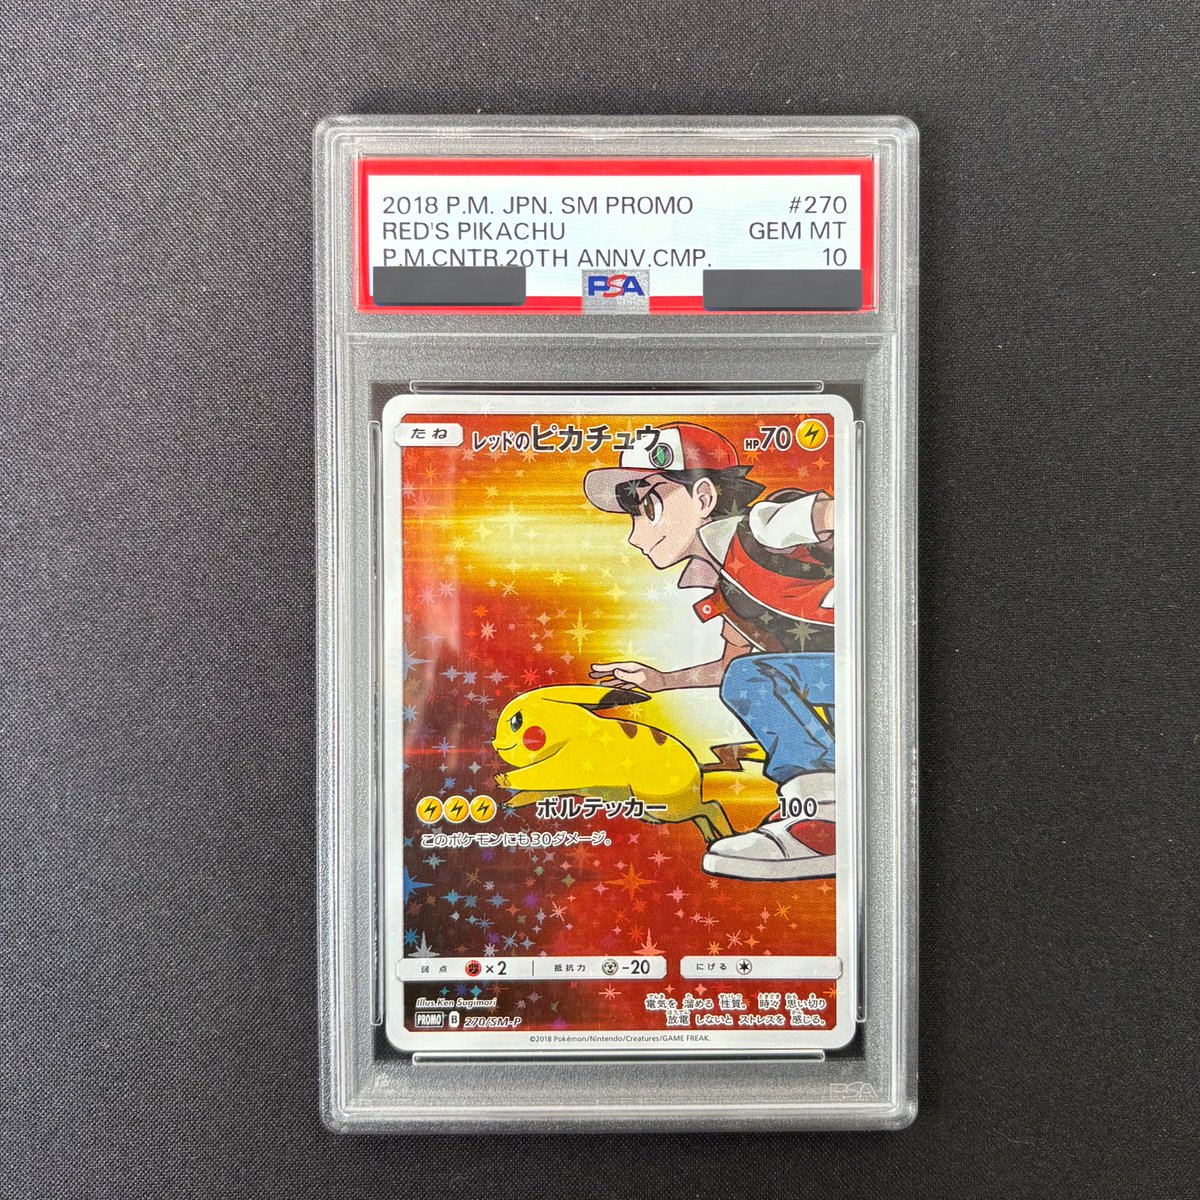 2018 P.M. JPN. SM PROMO #270
RED'S PIKACHU GEM MT
P.M.CNTR.20TH ANNV.CMP. 10
PSA
たね レッドのピカチュウ HP70
ボルテッカー 100
このポケモンにも30ダメージ。
弱点 ×2 抵抗力 -20 にげる
Illus.Ken Sugimori
電気を 溜める 性質。 時々 思い切り
放電 しないと ストレスを 感じる。
PROMO B 270/SM-P
©2018 Pokémon/Nintendo/Creatures/GAME FREAK.
PSA